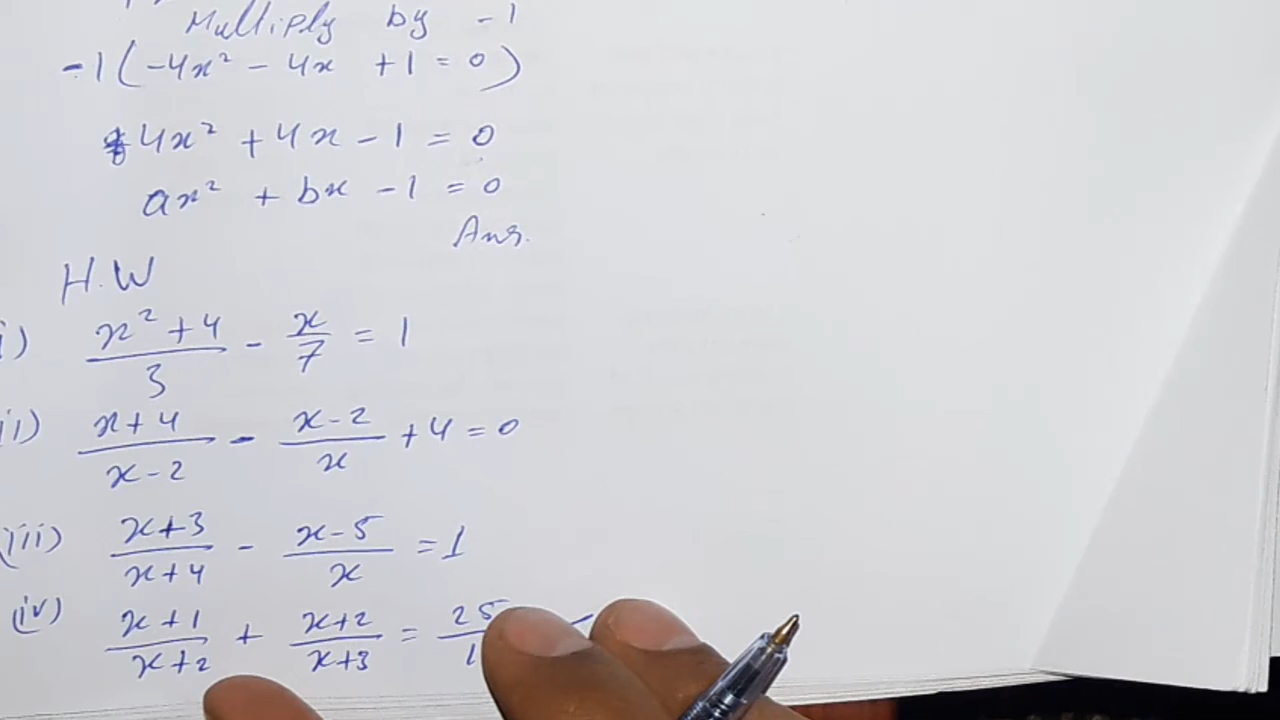 Multiply by -1
-1(-4x² - 4x + 1 = 0)
4x² + 4x - 1 = 0
ax² + bx - 1 = 0
Ans.
H.W
i) (x² + 4)/3 - x/7 = 1
ii) (x+4)/(x-2) - (x-2)/x + 4 = 0
(iii) (x+3)/(x+4) - (x-5)/x = 1
(iv) (x+1)/(x+2) + (x+2)/(x+3) = 25/1